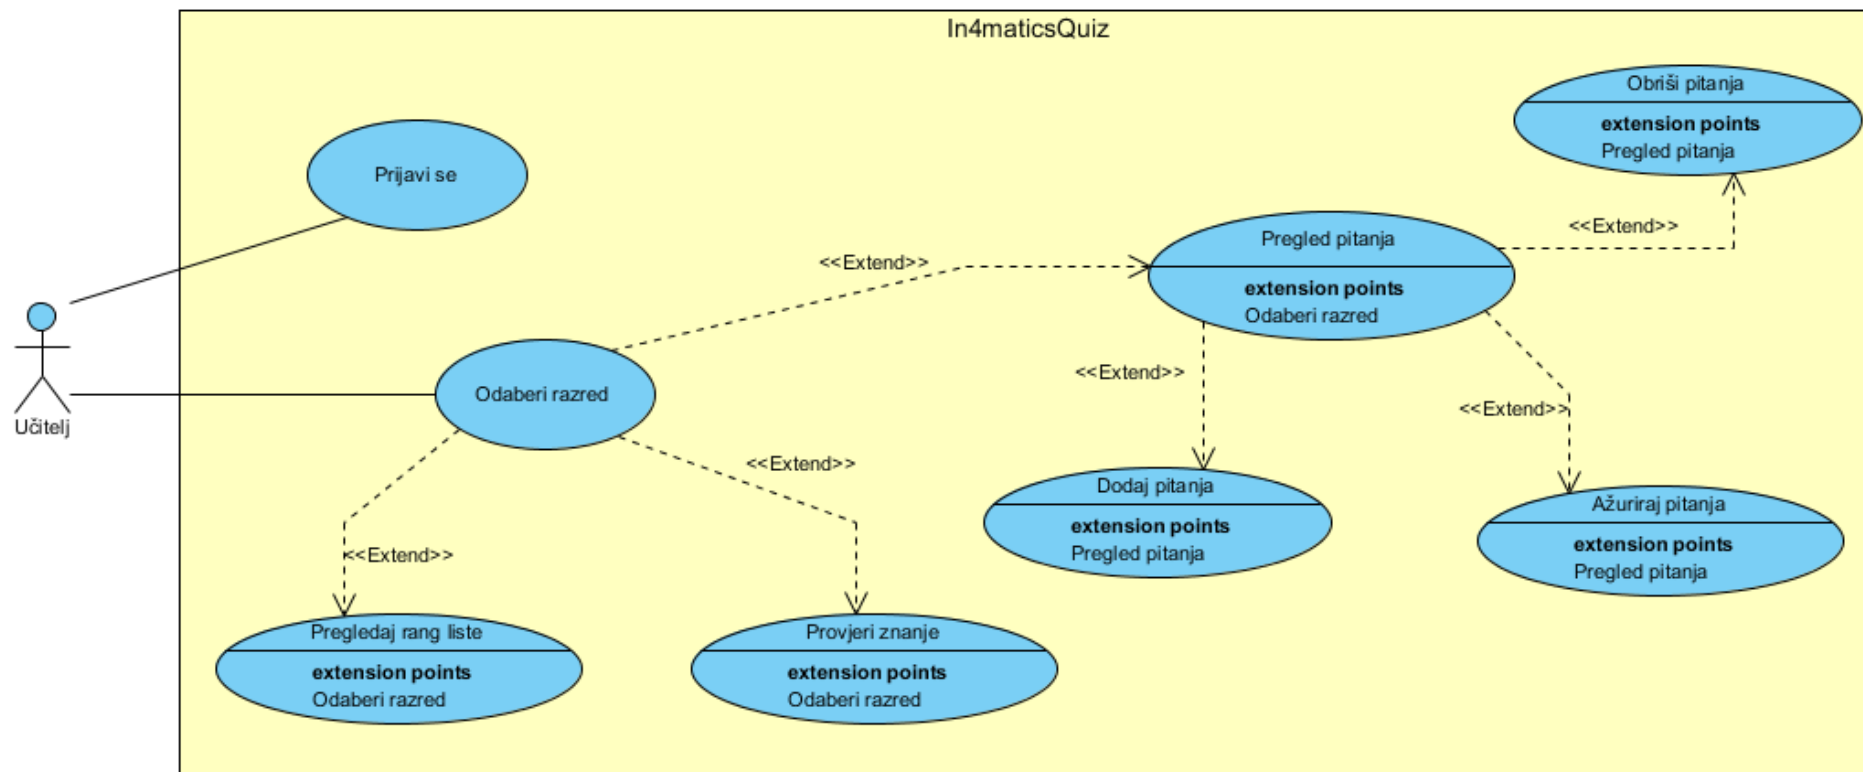 In4maticsQuiz
Obriši pitanja
extension points
Pregled pitanja
Prijavi se
<<Extend>>
Pregled pitanja
extension points
Odaberi razred
<<Extend>>
<<Extend>>
Odaberi razred
<<Extend>>
<<Extend>>
Učitelj
<<Extend>>
Dodaj pitanja
extension points
Pregled pitanja
Ažuriraj pitanja
extension points
Pregled pitanja
<<Extend>>
Pregledaj rang liste
extension points
Odaberi razred
Provjeri znanje
extension points
Odaberi razred